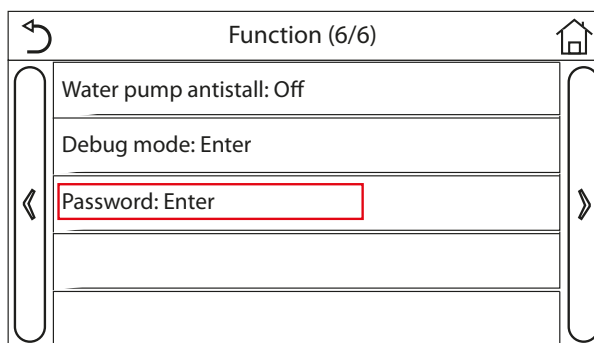 Function (6/6)
Water pump antistall: Off
Debug mode: Enter
Password: Enter